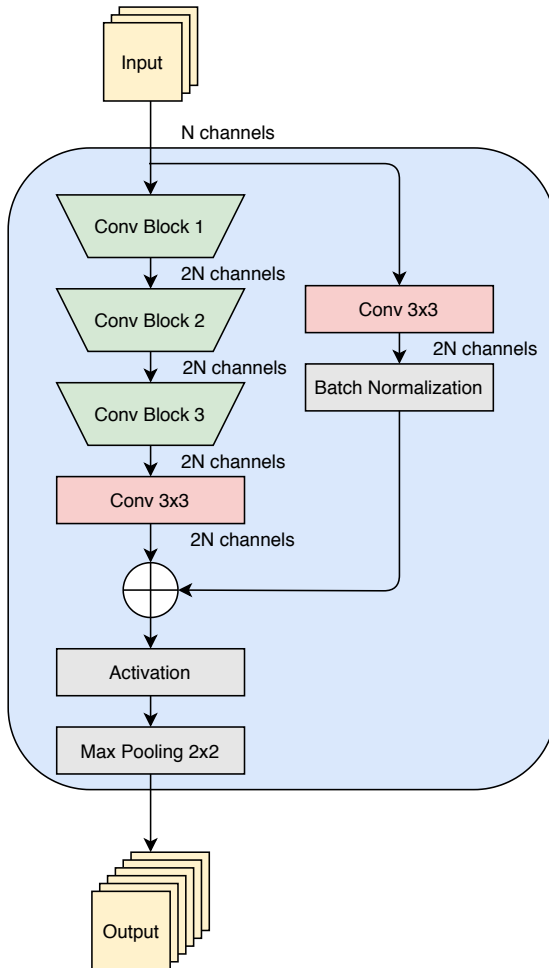 Input
N channels
Conv Block 1
2N channels
Conv Block 2
Conv 3x3
2N channels
2N channels
Batch Normalization
Conv Block 3
2N channels
Conv 3x3
2N channels
Activation
Max Pooling 2x2
Output